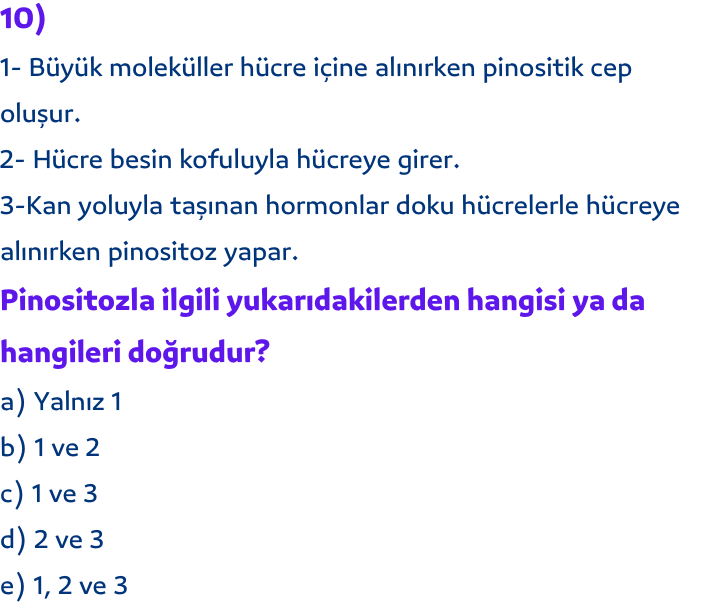 10)
1- Büyük moleküller hücre içine alınırken pinositik cep
oluşur.
2- Hücre besin kofuluyla hücreye girer.
3-Kan yoluyla taşınan hormonlar doku hücrelerle hücreye
alınırken pinositoz yapar.
Pinositozla ilgili yukarıdakilerden hangisi ya da
hangileri doğrudur?
a) Yalnız 1
b) 1 ve 2
c) 1 ve 3
d) 2 ve 3
e) 1, 2 ve 3